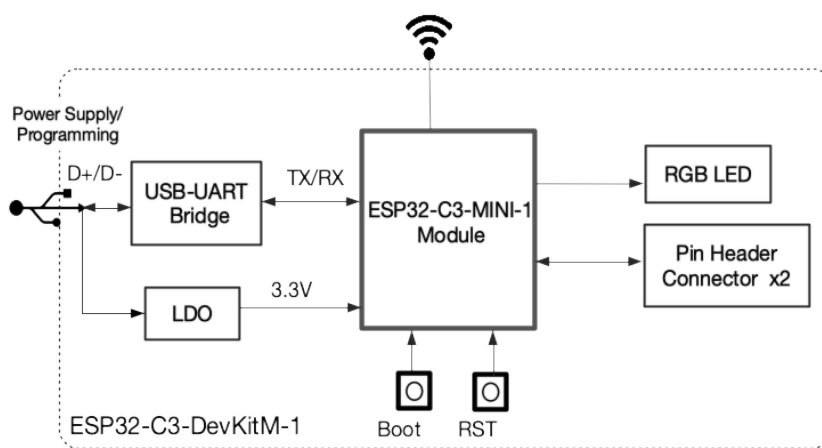 Power Supply/
Programming
D+/D-
USB-UART
Bridge
TX/RX
ESP32-C3-MINI-1
Module
RGB LED
Pin Header
Connector x2
LDO
3.3V
Boot
RST
ESP32-C3-DevKitM-1